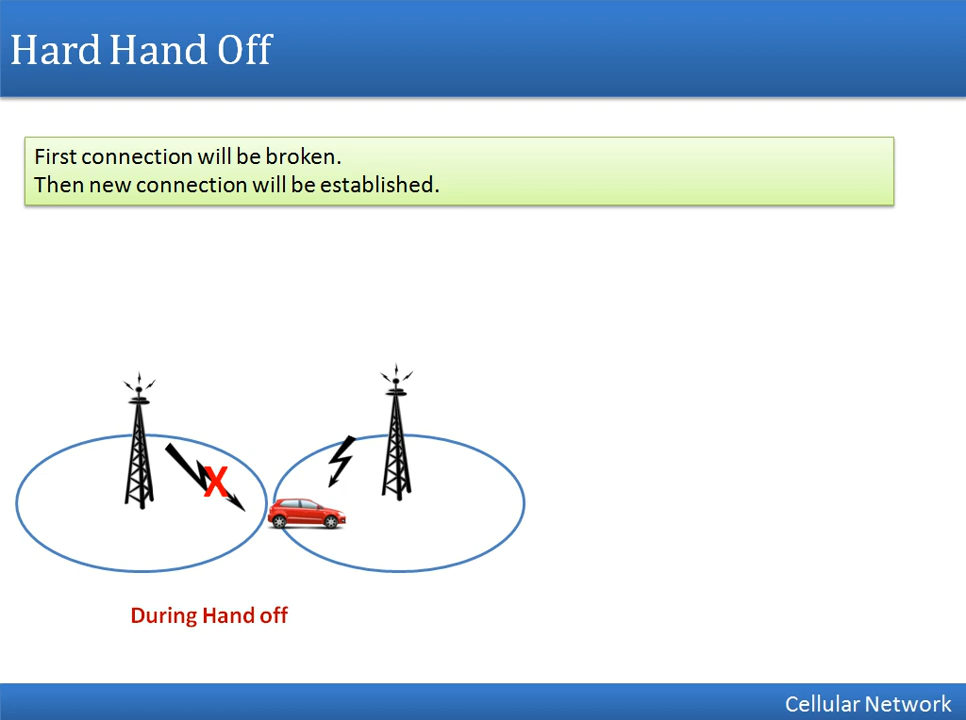 Hard Hand Off
First connection will be broken.
Then new connection will be established.
X
During Hand off
Cellular Network